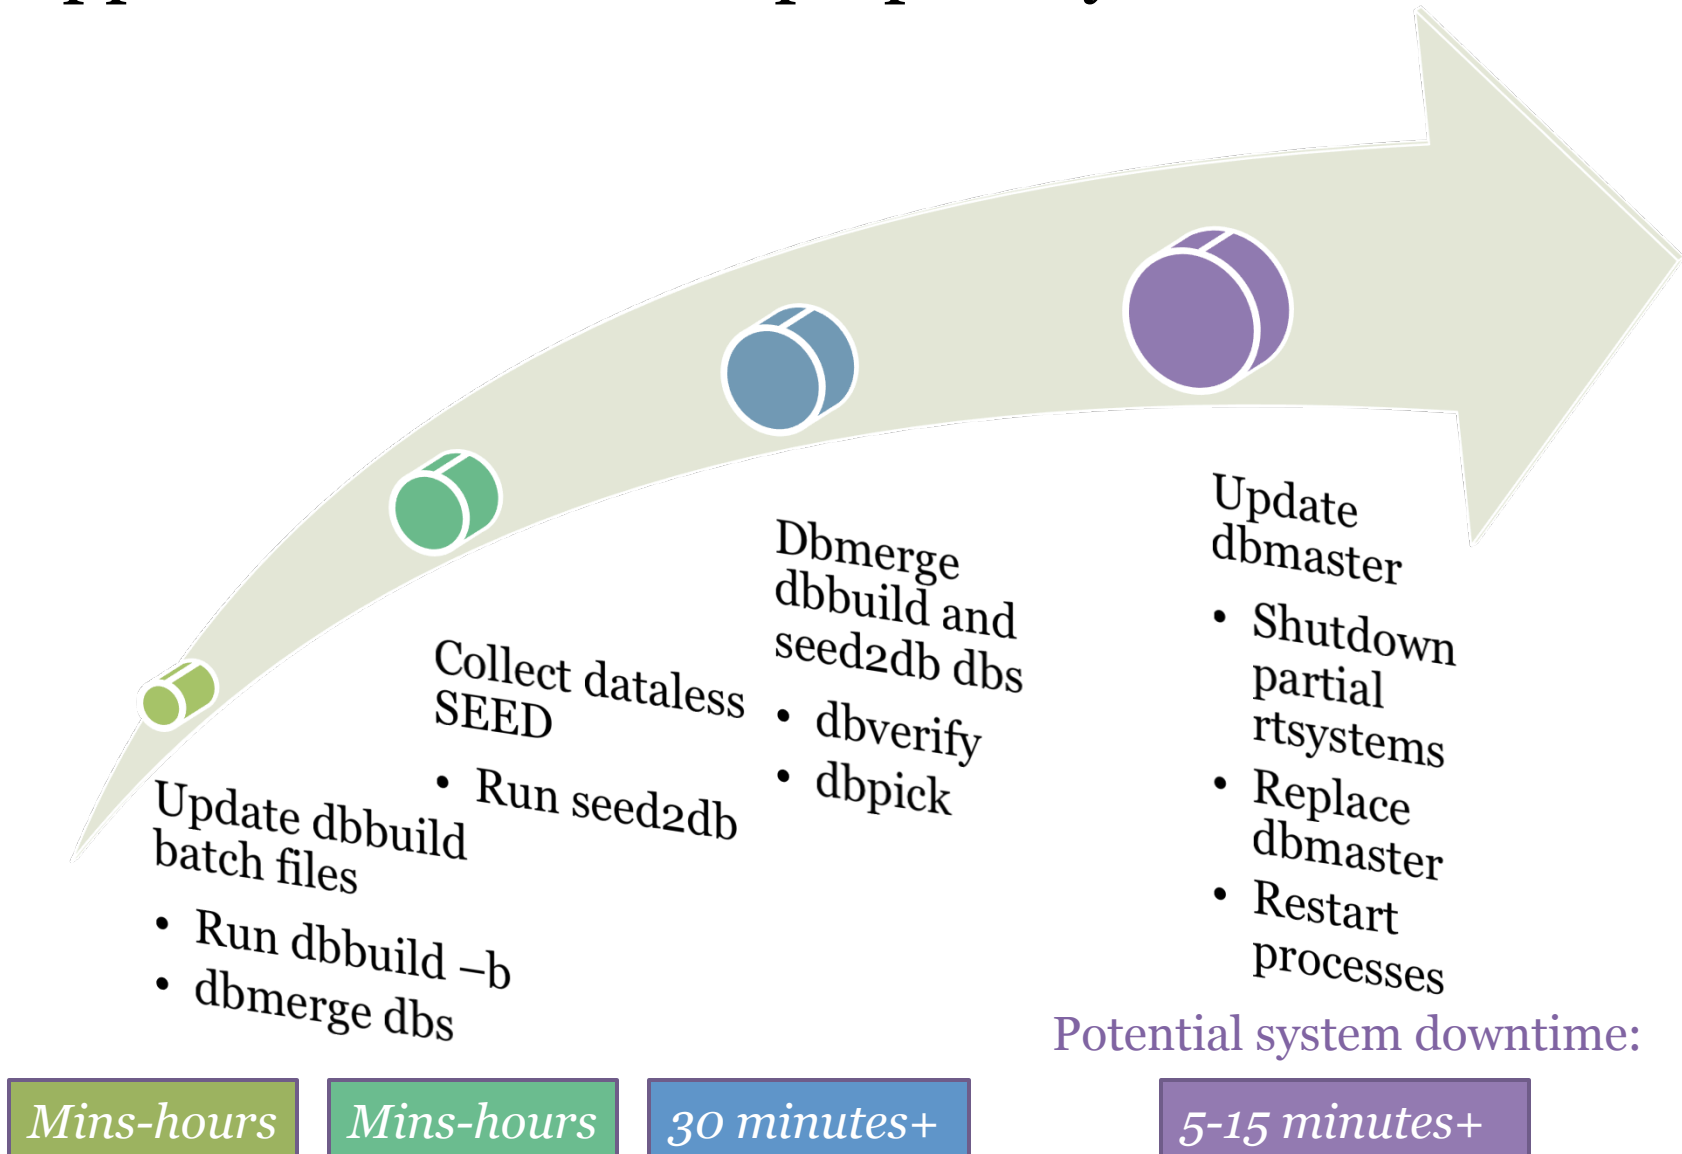 Update dbbuild
batch files
• Run dbbuild –b
• dbmerge dbs
Collect dataless
SEED
• Run seed2db
Dbmerge
dbbuild and
seed2db dbs
• dbverify
• dbpick
Update
dbmaster
• Shutdown
partial
rtsystems
• Replace
dbmaster
• Restart
processes
Potential system downtime:
Mins-hours
Mins-hours
30 minutes+
5-15 minutes+